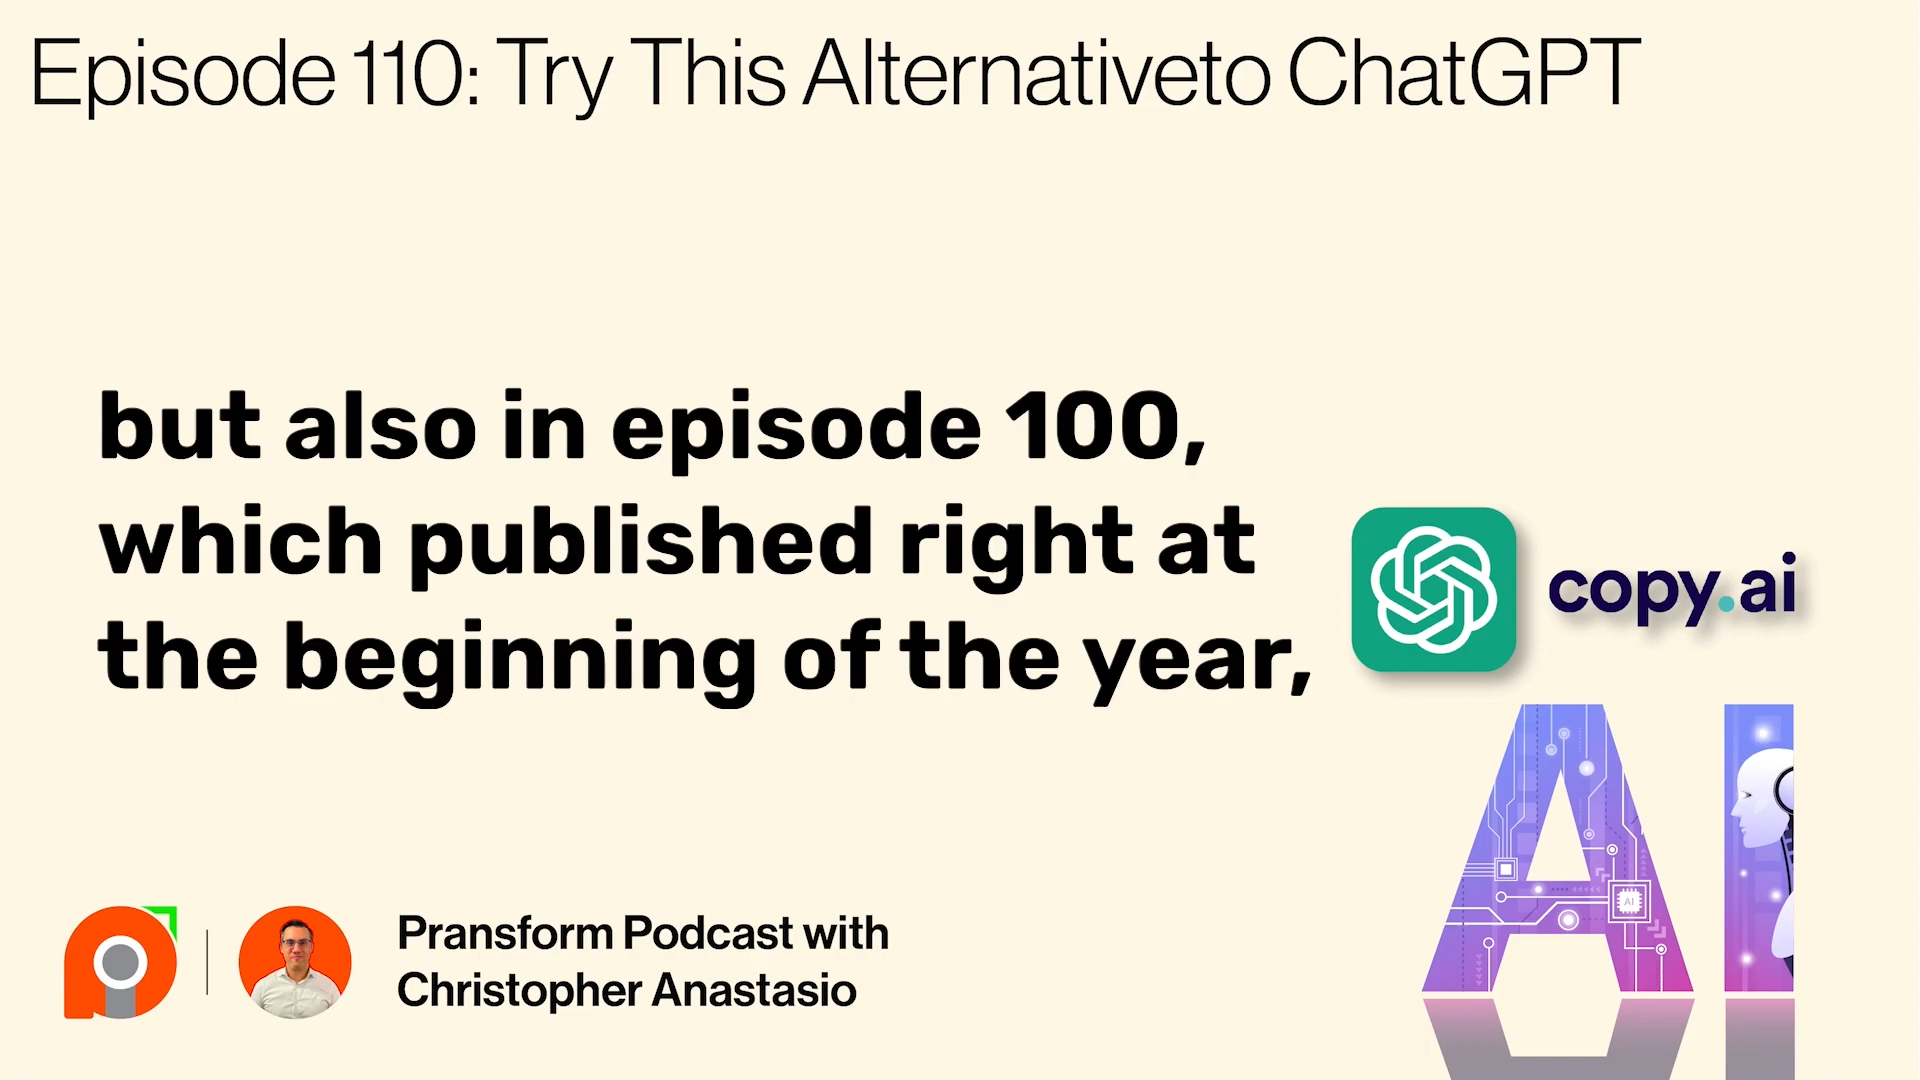 Episode 110: Try This Alternativeto ChatGPT
but also in episode 100,
which published right at
the beginning of the year,
copy.ai
AI
Pransform Podcast with
Christopher Anastasio